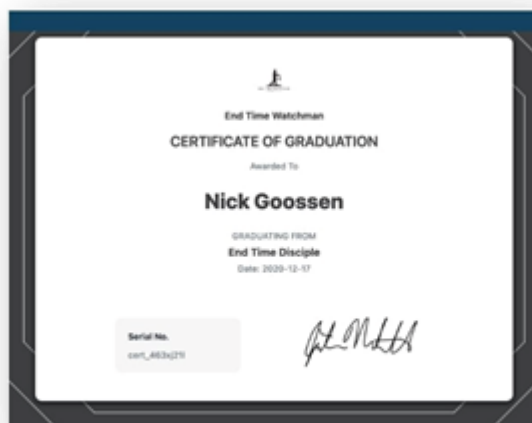 End Time Watchman
CERTIFICATE OF GRADUATION
Awarded To
Nick Goossen
GRADUATING FROM
End Time Disciple
Date: 2020-12-17
Serial No.